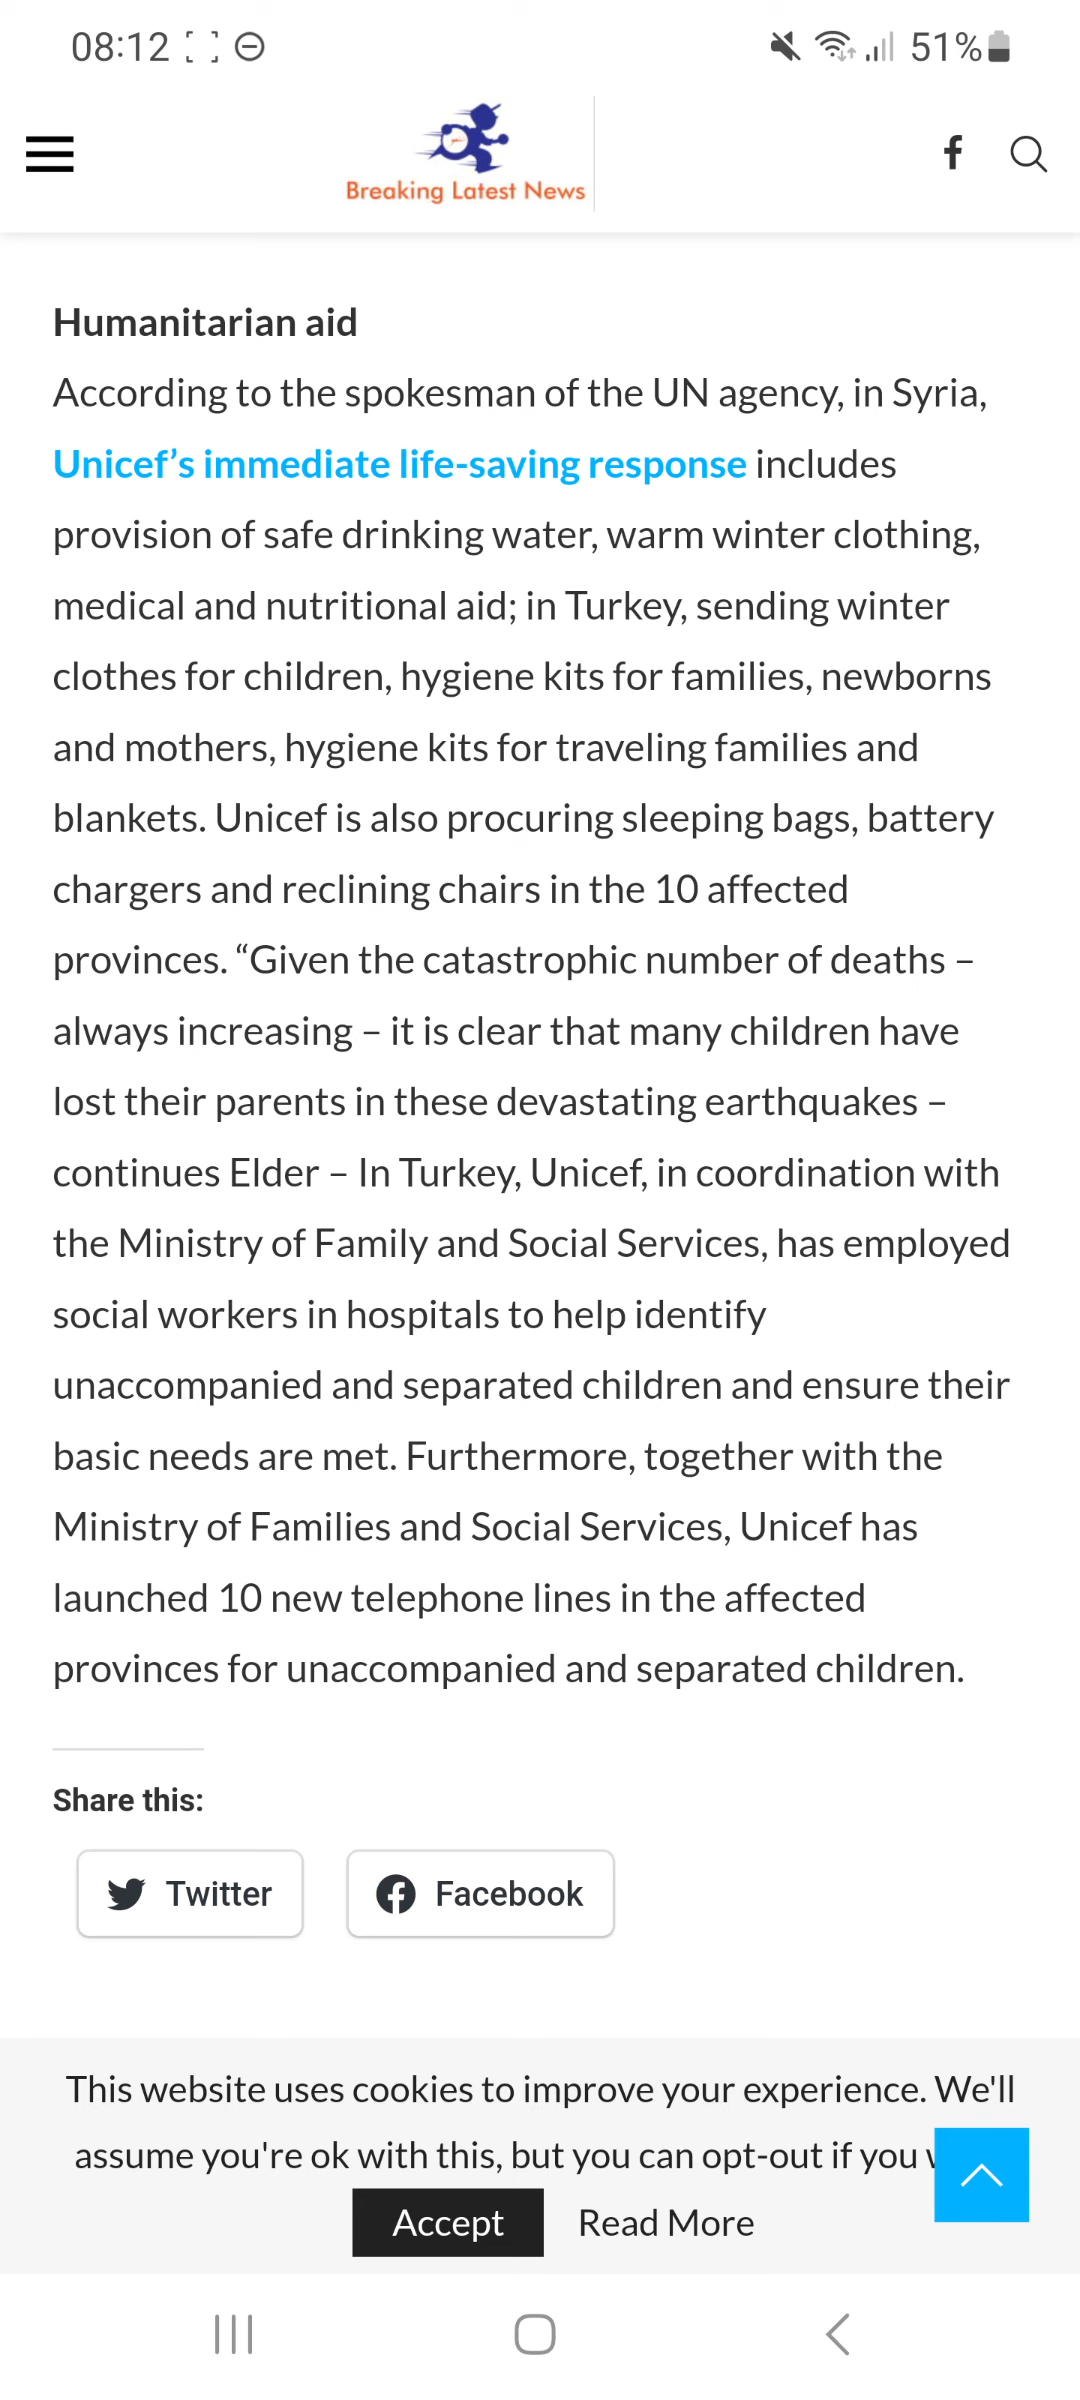 08:12
51%
Breaking Latest News
Humanitarian aid
According to the spokesman of the UN agency, in Syria,
Unicef’s immediate life-saving response includes
provision of safe drinking water, warm winter clothing,
medical and nutritional aid; in Turkey, sending winter
clothes for children, hygiene kits for families, newborns
and mothers, hygiene kits for traveling families and
blankets. Unicef is also procuring sleeping bags, battery
chargers and reclining chairs in the 10 affected
provinces. “Given the catastrophic number of deaths –
always increasing – it is clear that many children have
lost their parents in these devastating earthquakes –
continues Elder – In Turkey, Unicef, in coordination with
the Ministry of Family and Social Services, has employed
social workers in hospitals to help identify
unaccompanied and separated children and ensure their
basic needs are met. Furthermore, together with the
Ministry of Families and Social Services, Unicef has
launched 10 new telephone lines in the affected
provinces for unaccompanied and separated children.
Share this:
Twitter
Facebook
This website uses cookies to improve your experience. We'll
assume you're ok with this, but you can opt-out if you
Accept
Read More